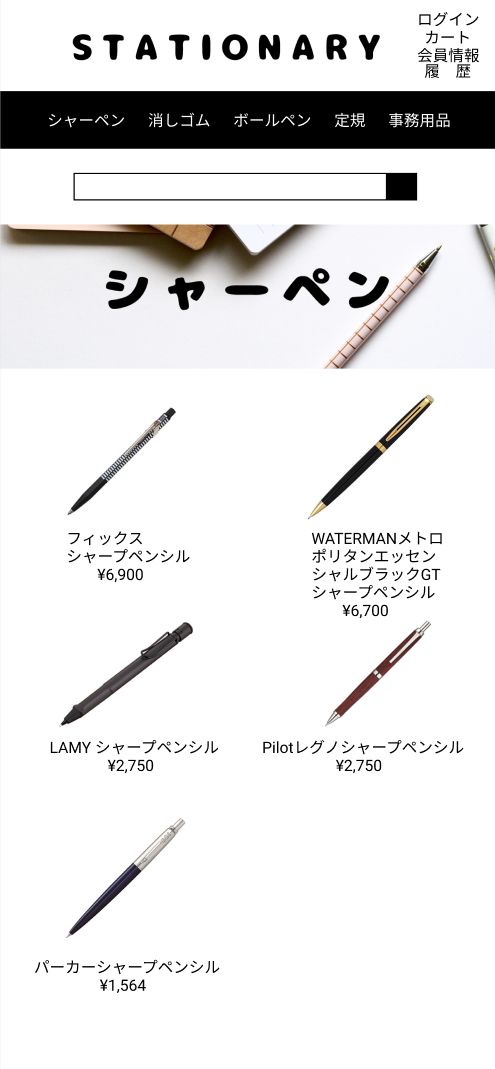 STATIONARY
ログイン
カート
会員情報
履　歴
シャーペン 消しゴム ボールペン 定規 事務用品
シャーペン
フィックス
シャープペンシル
¥6,900
WATERMANメトロ
ポリタンエッセン
シャルブラックGT
シャープペンシル
¥6,700
LAMY シャープペンシル
¥2,750
Pilotレグノシャープペンシル
¥2,750
パーカーシャープペンシル
¥1,564